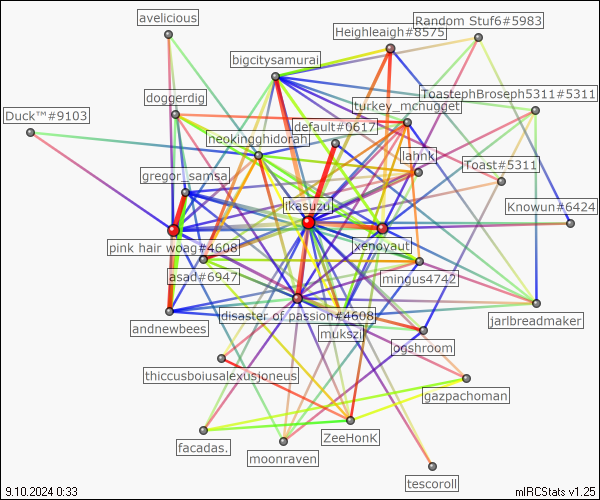 avelicious
Random Stuf6#5983
Heighleaigh#8575
bigcitysamurai
ToastephBroseph5311#5311
doggerdig
turkey_mcnugget
Duck™#9103
default#0617
neokingghidorah
lahnk
Toast#5311
gregor_samsa
ikasuzu
Knowun#6424
pink hair woag#4608
xenoyaut
asad#6947
mingus4742
disaster of passion#4608
jarlbreadmaker
andnewbees
mukszi
logshroom
thiccusboiusalexusjoneus
gazpachoman
ZeeHonK
facadas.
moonraven
tescoroll
9.10.2024 0:33
mIRCStats v1.25